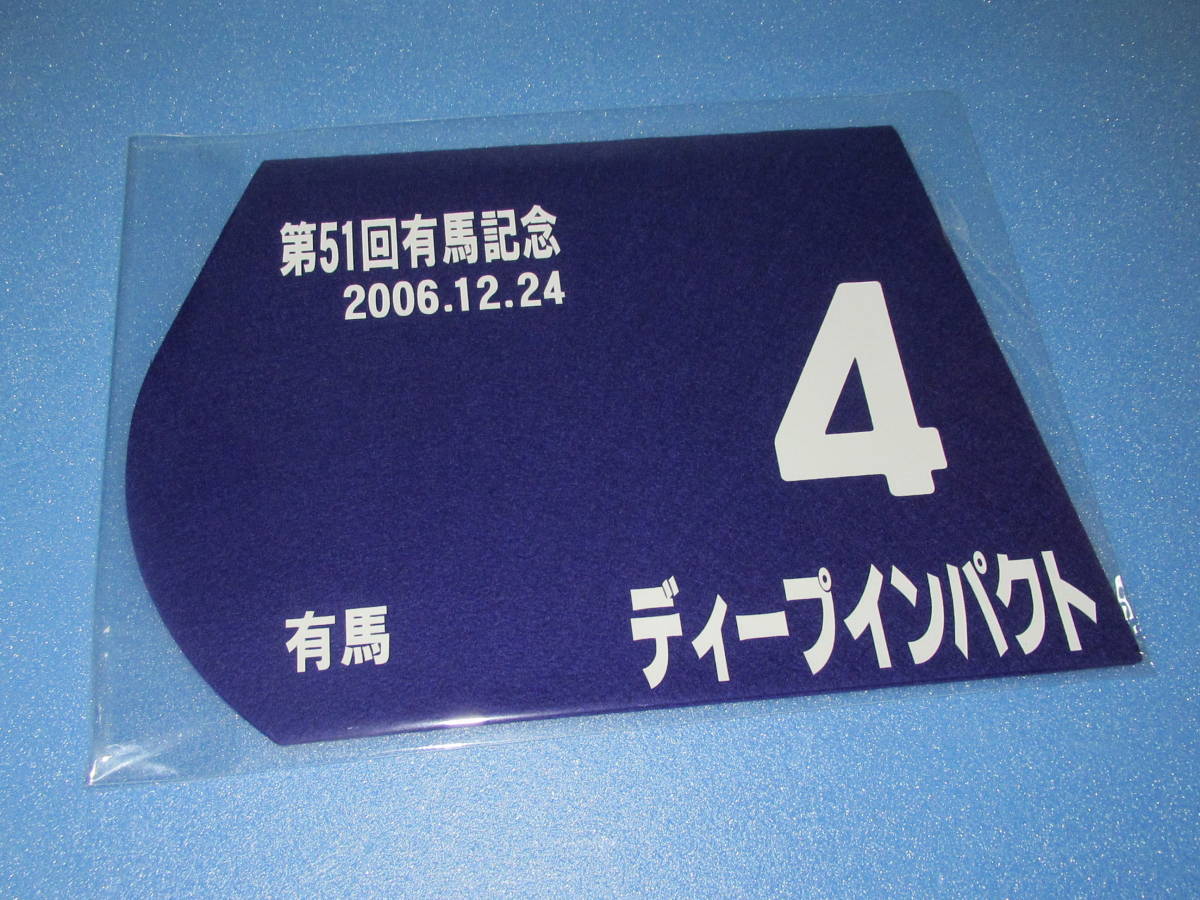 第51回有馬記念
2006.12.24
4
有馬
ディープインパクト